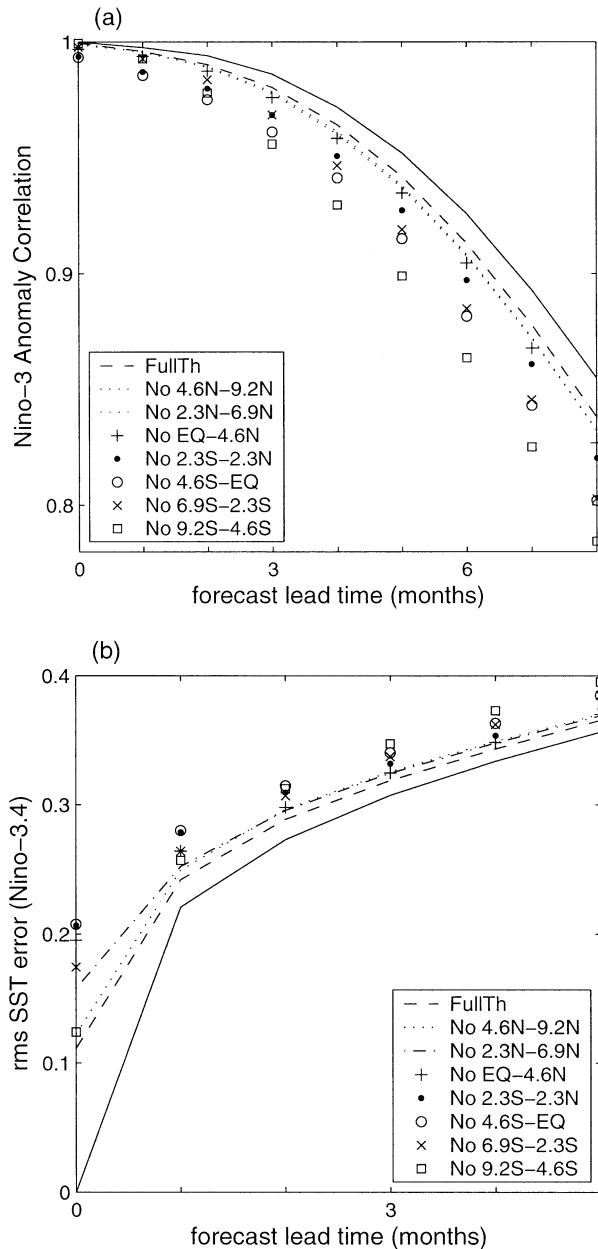 (a)
1
0.9
0.8
Nino-3 Anomaly Correlation
FullTh
No 4.6N-9.2N
No 2.3N-6.9N
No EQ-4.6N
No 2.3S-2.3N
No 4.6S-EQ
No 6.9S-2.3S
No 9.2S-4.6S
0 3 6
forecast lead time (months)
(b)
0.4
0.3
0.2
0.1
0
rms SST error (Nino-3.4)
FullTh
No 4.6N-9.2N
No 2.3N-6.9N
No EQ-4.6N
No 2.3S-2.3N
No 4.6S-EQ
No 6.9S-2.3S
No 9.2S-4.6S
0 3
forecast lead time (months)